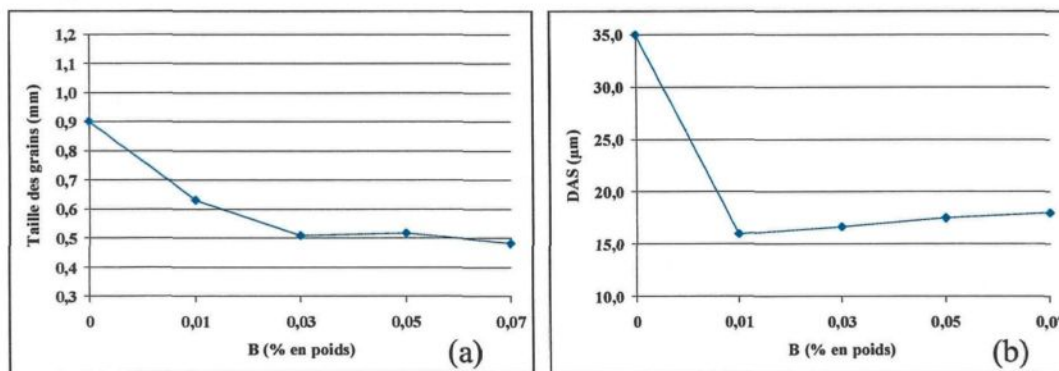 1,2
1,1
1,0
0,9
0,8
0,7
0,6
0,5
0,4
0,3
Taille des grains (mm)
0 0,01 0,03 0,05 0,07
B (% en poids)
(a)
35,0
30,0
25,0
20,0
15,0
10,0
DAS (µm)
0 0,01 0,03 0,05 0,0
B (% en poids)
(b)